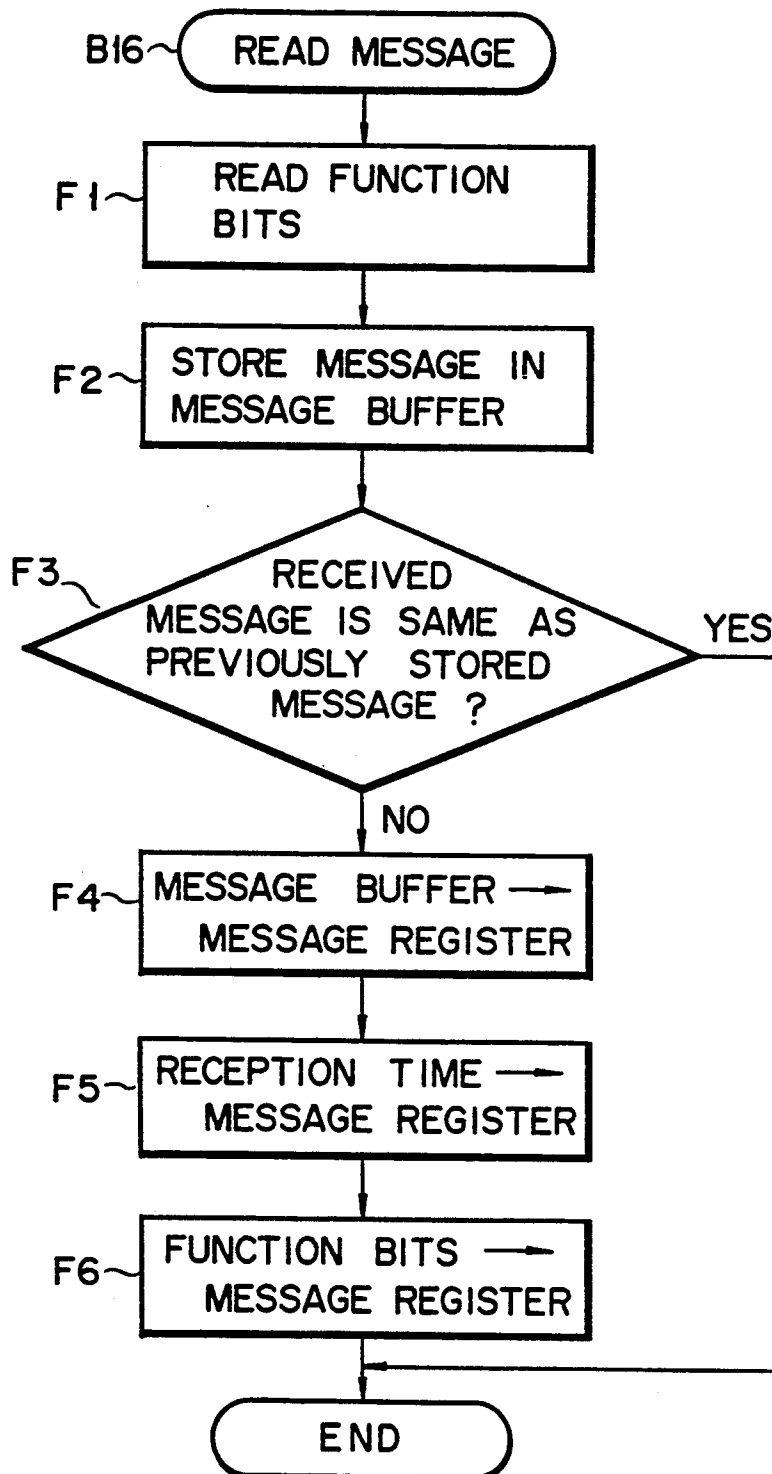 B16 READ MESSAGE
F1 READ FUNCTION
BITS
F2 STORE MESSAGE IN
MESSAGE BUFFER
F3 RECEIVED
MESSAGE IS SAME AS
PREVIOUSLY STORED
MESSAGE ?
YES
NO
F4 MESSAGE BUFFER →
MESSAGE REGISTER
F5 RECEPTION TIME →
MESSAGE REGISTER
F6 FUNCTION BITS →
MESSAGE REGISTER
END